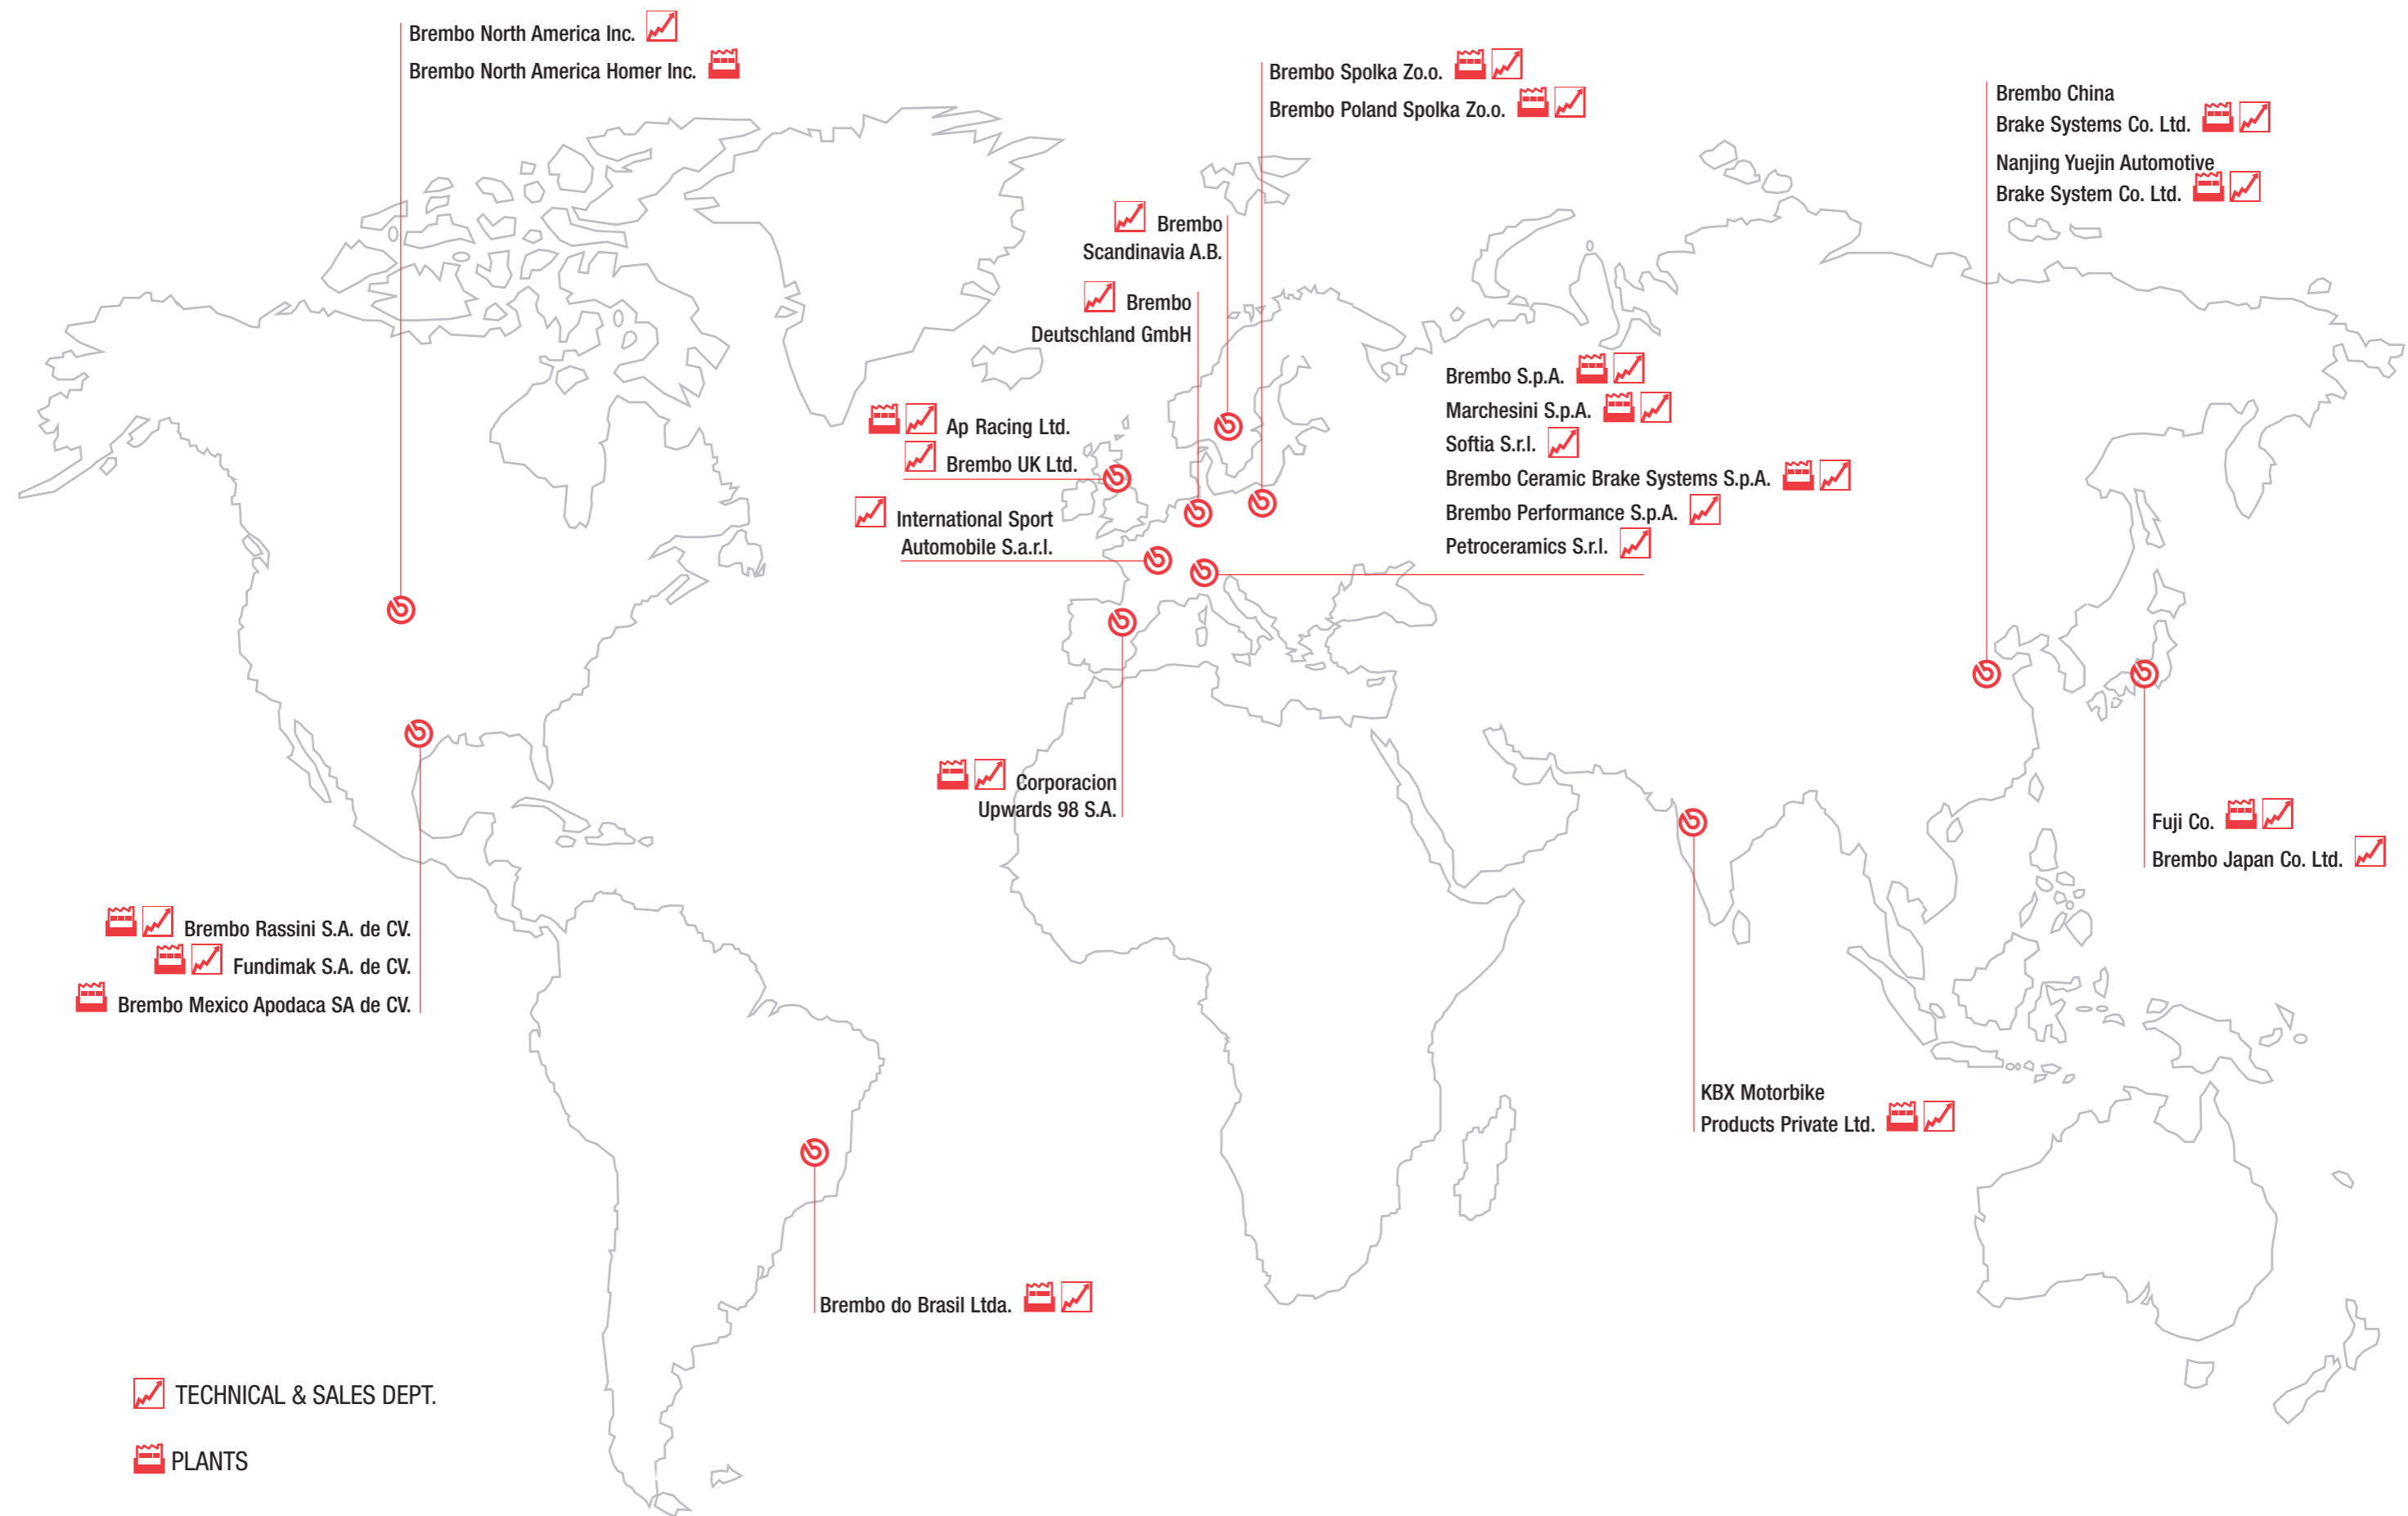 Brembo North America Inc.
Brembo North America Homer Inc.
Brembo Spolka Zo.o.
Brembo Poland Spolka Zo.o.
Brembo China
Brake Systems Co. Ltd.
Nanjing Yuejin Automotive
Brake System Co. Ltd.
Brembo
Scandinavia A.B.
Brembo
Deutschland GmbH
Brembo S.p.A.
Marchesini S.p.A.
Softia S.r.l.
Brembo Ceramic Brake Systems S.p.A.
Brembo Performance S.p.A.
Petroceramics S.r.l.
Ap Racing Ltd.
Brembo UK Ltd.
International Sport
Automobile S.a.r.l.
Corporacion
Upwards 98 S.A.
Fuji Co.
Brembo Japan Co. Ltd.
Brembo Rassini S.A. de CV.
Fundimak S.A. de CV.
Brembo Mexico Apodaca SA de CV.
KBX Motorbike
Products Private Ltd.
Brembo do Brasil Ltda.
TECHNICAL & SALES DEPT.
PLANTS